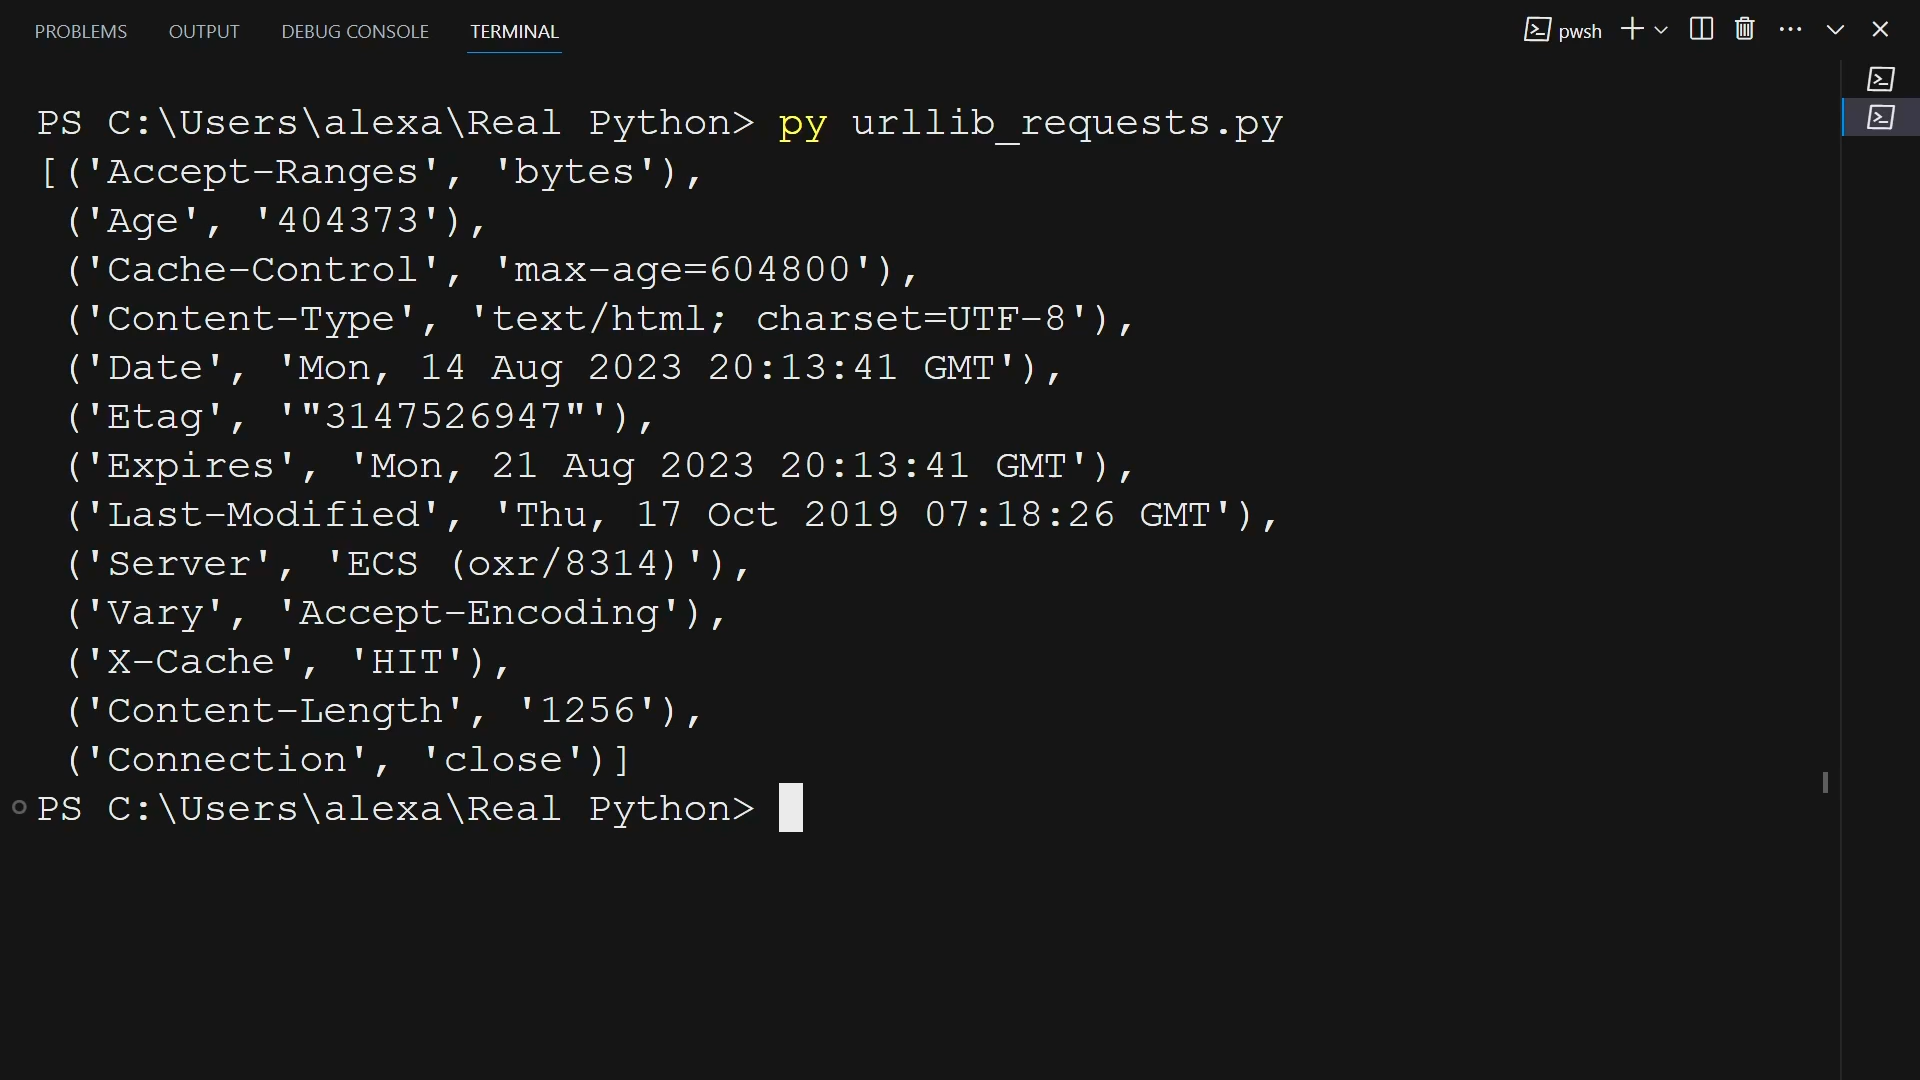 PROBLEMS OUTPUT DEBUG CONSOLE TERMINAL pwsh
PS C:\Users\alexa\Real Python> py urllib_requests.py
[('Accept-Ranges', 'bytes'),
 ('Age', '404373'),
 ('Cache-Control', 'max-age=604800'),
 ('Content-Type', 'text/html; charset=UTF-8'),
 ('Date', 'Mon, 14 Aug 2023 20:13:41 GMT'),
 ('Etag', '"3147526947"'),
 ('Expires', 'Mon, 21 Aug 2023 20:13:41 GMT'),
 ('Last-Modified', 'Thu, 17 Oct 2019 07:18:26 GMT'),
 ('Server', 'ECS (oxr/8314)'),
 ('Vary', 'Accept-Encoding'),
 ('X-Cache', 'HIT'),
 ('Content-Length', '1256'),
 ('Connection', 'close')]
PS C:\Users\alexa\Real Python>